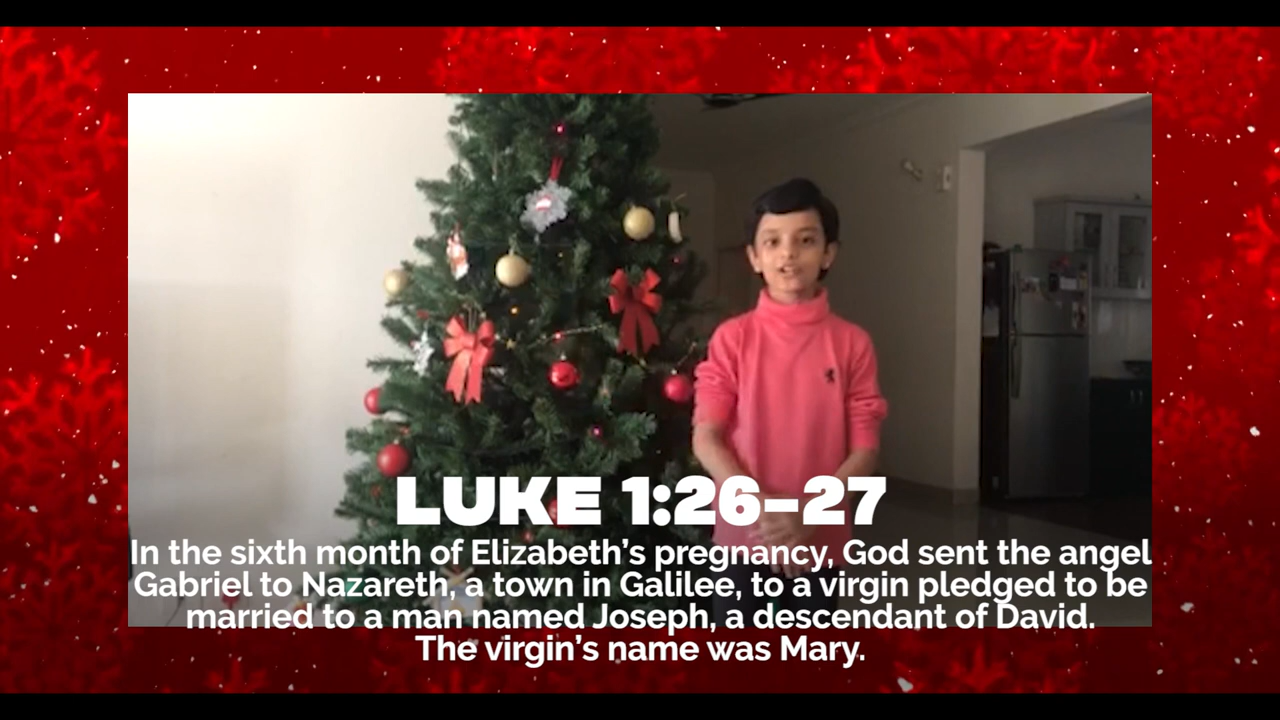 LUKE 1:26-27
In the sixth month of Elizabeth's pregnancy, God sent the angel
Gabriel to Nazareth, a town in Galilee, to a virgin pledged to be
married to a man named Joseph, a descendant of David.
The virgin's name was Mary.